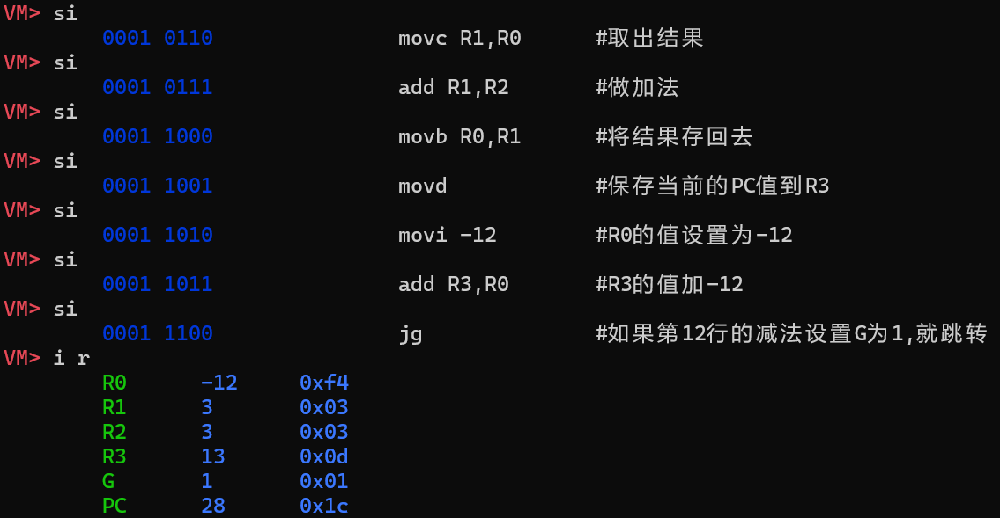 VM> si
0001 0110 movc R1,R0 #取出结果
VM> si
0001 0111 add R1,R2 #做加法
VM> si
0001 1000 movb R0,R1 #将结果存回去
VM> si
0001 1001 movd #保存当前的PC值到R3
VM> si
0001 1010 movi -12 #R0的值设置为-12
VM> si
0001 1011 add R3,R0 #R3的值加-12
VM> si
0001 1100 jg #如果第12行的减法设置G为1,就跳转
VM> i r
R0 -12 0xf4
R1 3 0x03
R2 3 0x03
R3 13 0x0d
G 1 0x01
PC 28 0x1c